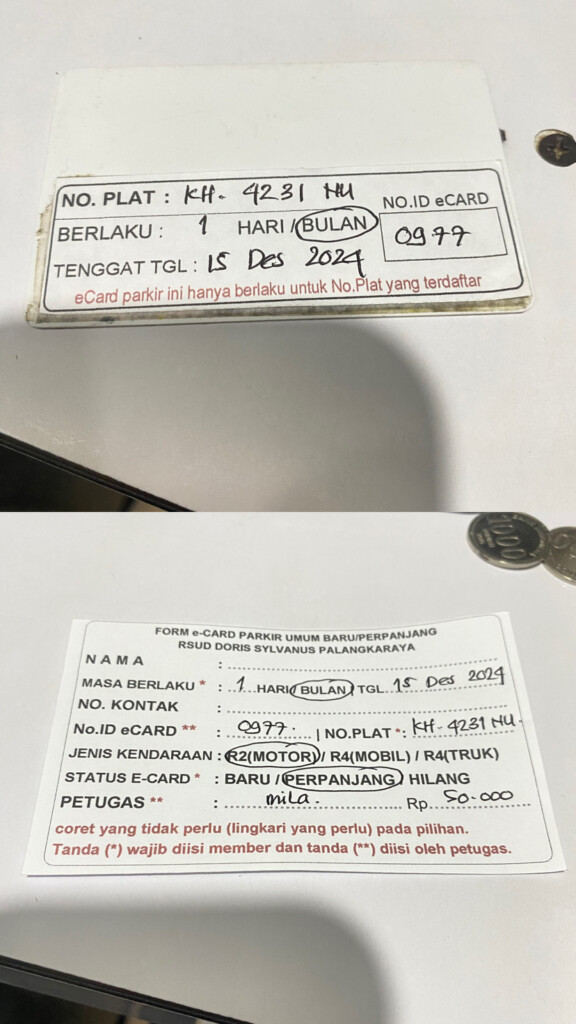 NO. PLAT : KH- 4231 NU
NO.ID eCARD
BERLAKU : 1 HARI / BULAN
0977
TENGGAT TGL : 15 Des 2024
eCard parkir ini hanya berlaku untuk No.Plat yang terdaftar
1000
FORM e-CARD PARKIR UMUM BARU/PERPANJANG
RSUD DORIS SYLVANUS PALANGKARAYA
NAMA :
MASA BERLAKU * : 1 HARI/BULAN TGL 15 Des 2024
NO. KONTAK :
No.ID eCARD ** : 0977 | NO.PLAT *: KH- 4231 NU
JENIS KENDARAAN : R2(MOTOR)/ R4(MOBIL) / R4(TRUK)
STATUS E-CARD * : BARU / PERPANJANG/ HILANG
PETUGAS ** : mila. Rp. 50.000
coret yang tidak perlu (lingkari yang perlu) pada pilihan.
Tanda (*) wajib diisi member dan tanda (**) diisi oleh petugas.